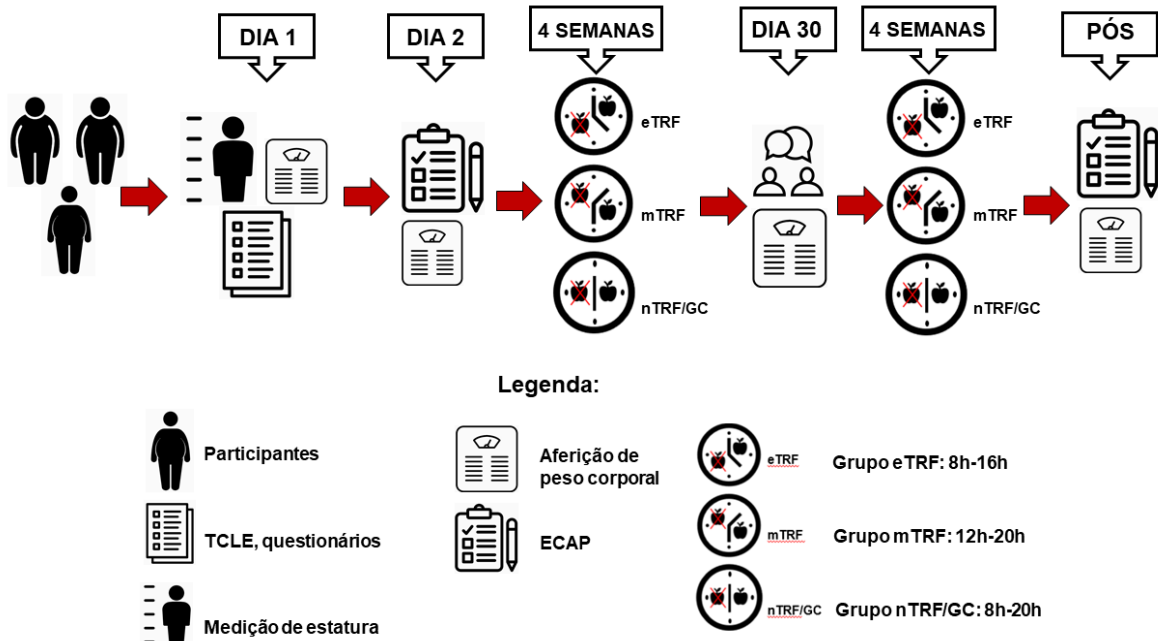 DIA 1
DIA 2
4 SEMANAS
DIA 30
4 SEMANAS
PÓS
eTRF
mTRF
nTRF/GC
eTRF
mTRF
nTRF/GC
Legenda:
Participantes
TCLE, questionários
Medição de estatura
Aferição de
peso corporal
ECAP
eTRF
Grupo eTRF: 8h-16h
mTRF
Grupo mTRF: 12h-20h
nTRF/GC
Grupo nTRF/GC: 8h-20h